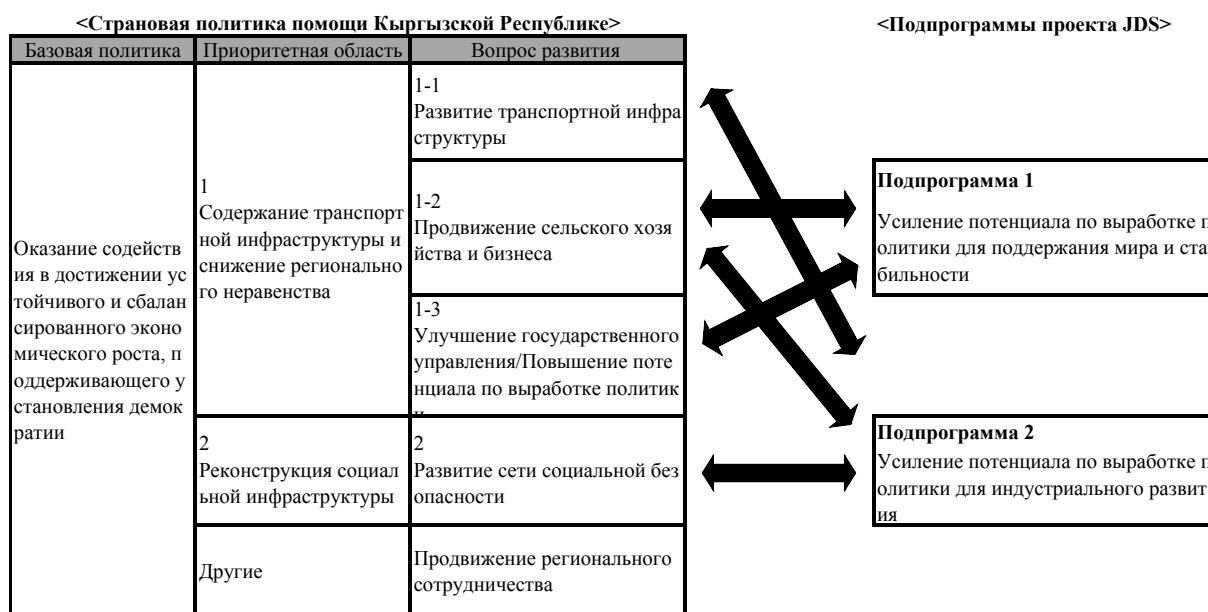 <Страновая политика помощи Кыргызской Республике>
<Подпрограммы проекта JDS>
Базовая политика
Приоритетная область
Вопрос развития
Оказание содейств
ия в достижении ус
тойчивого и сбалан
сированного эконо
мического роста, п
оддерживающего у
становления демок
ратии
1
Содержание транспорт
ной инфраструктуры и
снижение регионально
го неравенства
1-1
Развитие транспортной инфра
структуры
1-2
Продвижение сельского хозя
йства и бизнеса
1-3
Улучшение государственного
управления/Повышение поте
нциала по выработке политик
2
Реконструкция социал
ьной инфраструктуры
2
Развитие сети социальной без
опасности
Другие
Продвижение регионального
сотрудничества
Подпрограмма 1
Усиление потенциала по выработке п
олитики для поддержания мира и ста
бильности
Подпрограмма 2
Усиление потенциала по выработке п
олитики для индустриального развит
ия